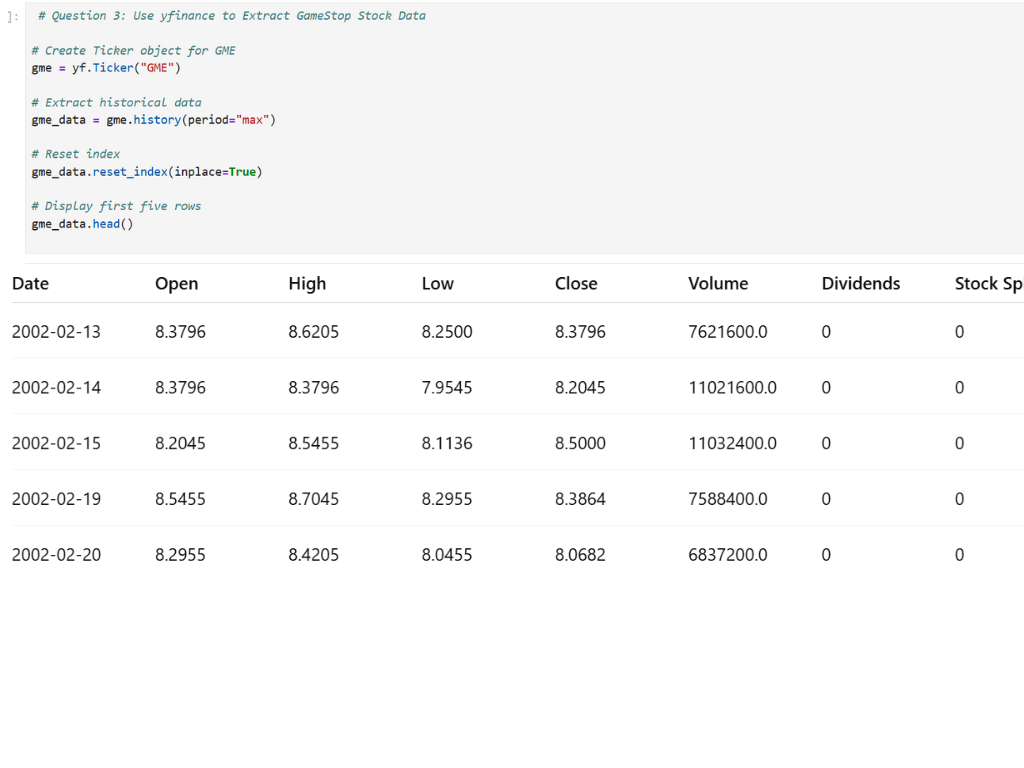 ]:
# Question 3: Use yfinance to Extract GameStop Stock Data
# Create Ticker object for GME
gme = yf.Ticker("GME")
# Extract historical data
gme_data = gme.history(period="max")
# Reset index
gme_data.reset_index(inplace=True)
# Display first five rows
gme_data.head()
Date Open High Low Close Volume Dividends Stock Spl
2002-02-13 8.3796 8.6205 8.2500 8.3796 7621600.0 0 0
2002-02-14 8.3796 8.3796 7.9545 8.2045 11021600.0 0 0
2002-02-15 8.2045 8.5455 8.1136 8.5000 11032400.0 0 0
2002-02-19 8.5455 8.7045 8.2955 8.3864 7588400.0 0 0
2002-02-20 8.2955 8.4205 8.0455 8.0682 6837200.0 0 0